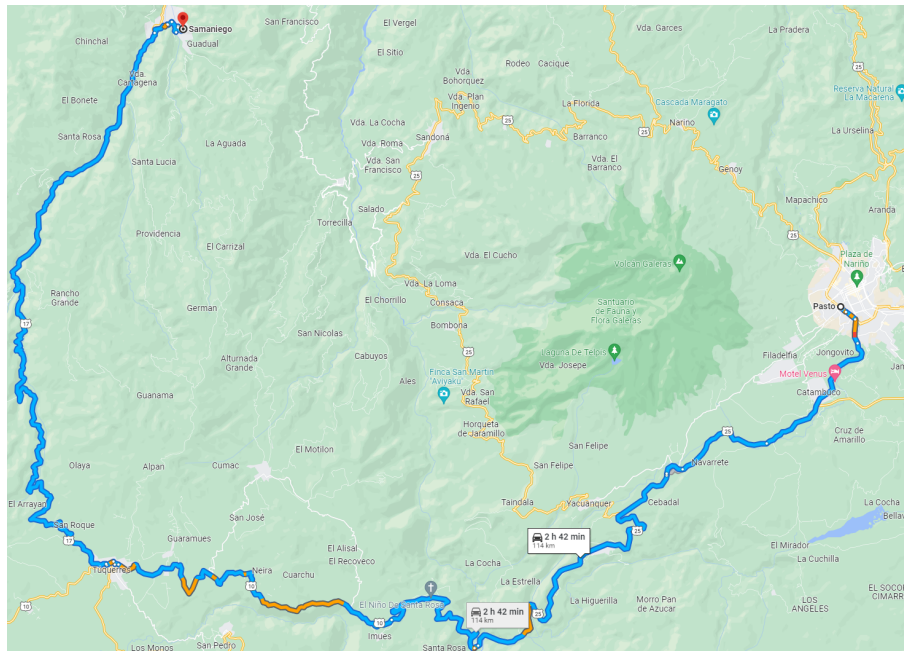 San Francisco
El Vergel
Vda. Garces
La Pradera
Samaniego
Chinchal
Guadual
El Sitio
Vda. Cartagena
Vda.
Bohorquez
Rodeo
Cacique
Reserva Natural
La Macarena
El Bonete
Vda. Plan
Ingenio
La Florida
Cascada Maragato
Santa Rosa
La Aguada
Vda. La Cocha
25
Narino
25
La Urselina
Sandoná
Barranco
Santa Lucia
Vda. Roma
Vda. San
Francisco
25
Vda. El
Barranco
Genoy
Mapachico
Salado
Aranda
Torrecilla
Providencia
El Carrizal
Vda. El Cucho
Volcán Galeras
Plaza de
Nariño
Rancho
Grande
Vda. La Loma
El Chorrillo
Consaca
Santuario
de Fauna y
Flora Galeras
Pasto
German
17
Bombona
San Nicolas
Laguna De Telpis
Vda. Josepe
Filadelfia
Jongovito
Alturnada
Grande
Cabuyos
Ales
Finca San Martin
"Aviyaku"
Motel Venus
Guanama
Vda. San
Rafael
Catambuco
Horqueta
de Jaramillo
25
Cruz de
Amarillo
El Motilon
San Felipe
Olaya
Alpan
Cumac
San Felipe
Navarrete
El Arrayan
Taindala
Yacuanquer
Cebadal
La Cocha
San Roque
San José
25
17
Guaramues
2 h 42 min
114 km
El Mirador
El Alisal
El Recoveco
La Cocha
La Cuchilla
Tuquerres
Neira
Cuarchu
La Estrella
10
El Niño De Santa Rosa
La Higuerilla
Morro Pan
de Azucar
LOS
ANGELES
2 h 42 min
114 km
25
10
Imués
Los Monos
San Pedro
Santa Rosa